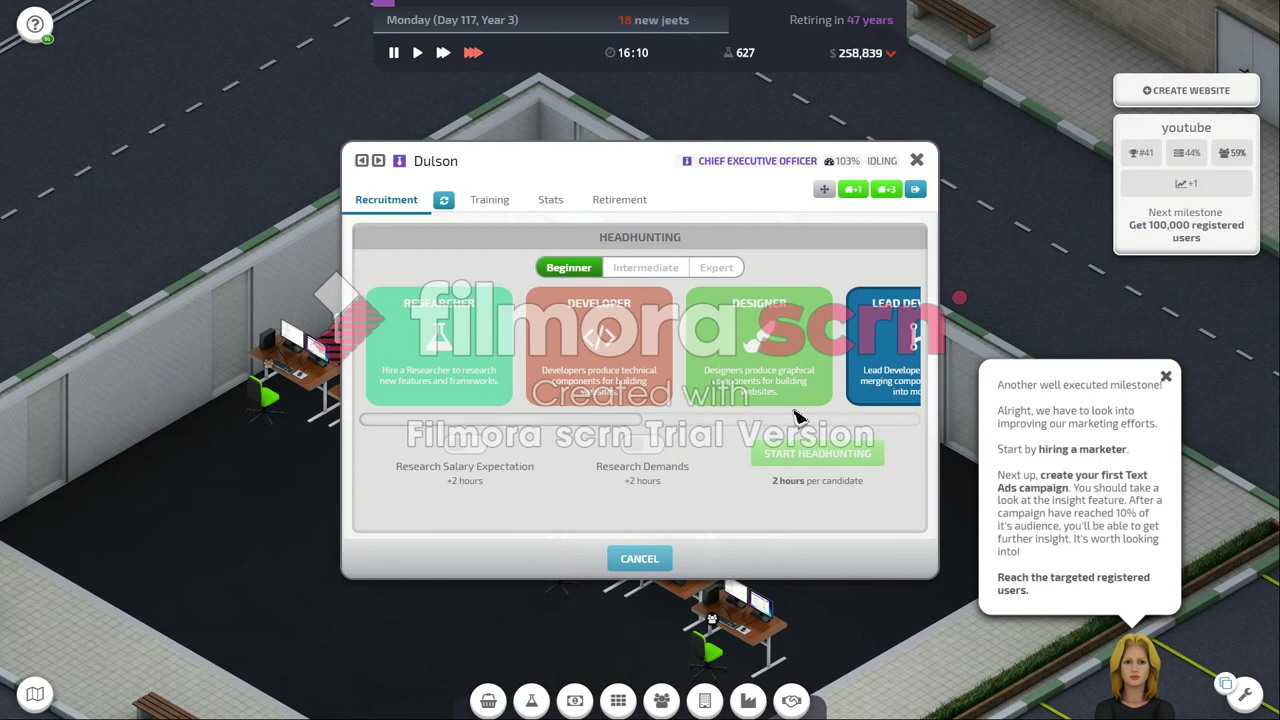 Monday (Day 117, Year 3)
18 new jeets
Retiring in 47 years
16:10
627
$ 258,839
CREATE WEBSITE
youtube
#41
44%
59%
+1
Next milestone
Get 100,000 registered
users
Dulson
CHIEF EXECUTIVE OFFICER
103%
IDLING
Recruitment
Training
Stats
Retirement
+1
+3
HEADHUNTING
Beginner
Intermediate
Expert
RESEARCHER
DEVELOPER
DESIGNER
LEAD DEV
Hire a Researcher to research
new features and frameworks.
Developers produce technical
components for building
websites.
Designers produce graphical
components for building
websites.
Lead Develope
merging compo
into mo
filmora scrn
Created with
Filmora scrn Trial Version
START HEADHUNTING
Research Salary Expectation
+2 hours
Research Demands
+2 hours
2 hours per candidate
CANCEL
Another well executed milestone!
Alright, we have to look into
improving our marketing efforts.
Start by hiring a marketer.
Next up, create your first Text
Ads campaign. You should take a
look at the insight feature. After a
campaign have reached 10% of
it's audience, you'll be able to get
further insight. It's worth looking
into!
Reach the targeted registered
users.